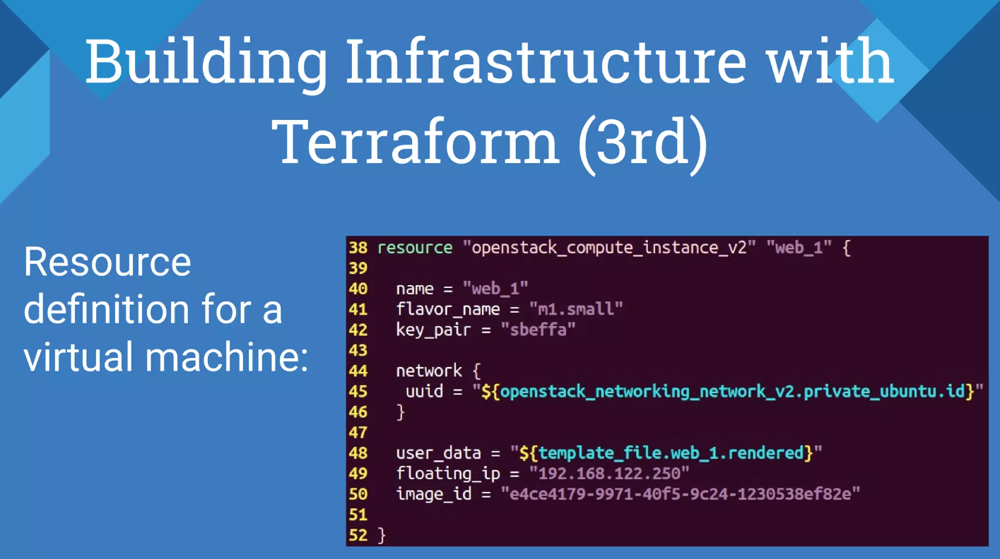 Building Infrastructure with
Terraform (3rd)
Resource
definition for a
virtual machine:
38 resource "openstack_compute_instance_v2" "web_1" {
39
40   name = "web_1"
41   flavor_name = "m1.small"
42   key_pair = "sbeffa"
43
44   network {
45    uuid = "${openstack_networking_network_v2.private_ubuntu.id}"
46   }
47
48   user_data = "${template_file.web_1.rendered}"
49   floating_ip = "192.168.122.250"
50   image_id = "e4ce4179-9971-40f5-9c24-1230538ef82e"
51
52 }